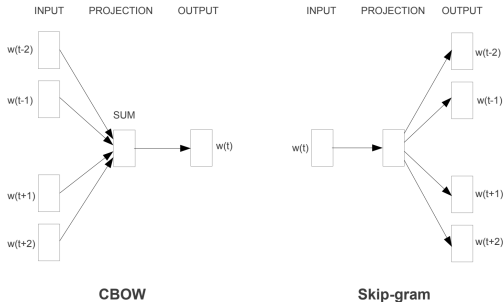 INPUT PROJECTION OUTPUT
w(t-2)
w(t-1)
SUM
w(t)
w(t+1)
w(t+2)
CBOW
INPUT PROJECTION OUTPUT
w(t-2)
w(t-1)
w(t)
w(t+1)
w(t+2)
Skip-gram